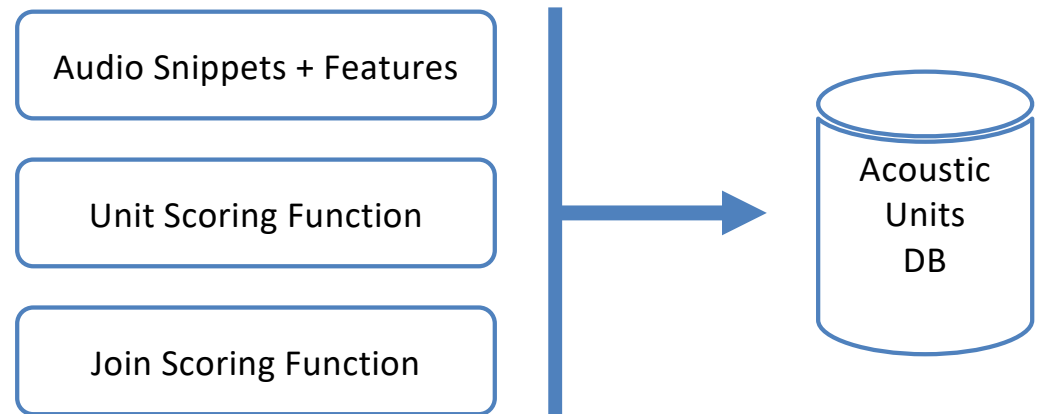 Audio Snippets + Features
Unit Scoring Function
Join Scoring Function
Acoustic
Units
DB